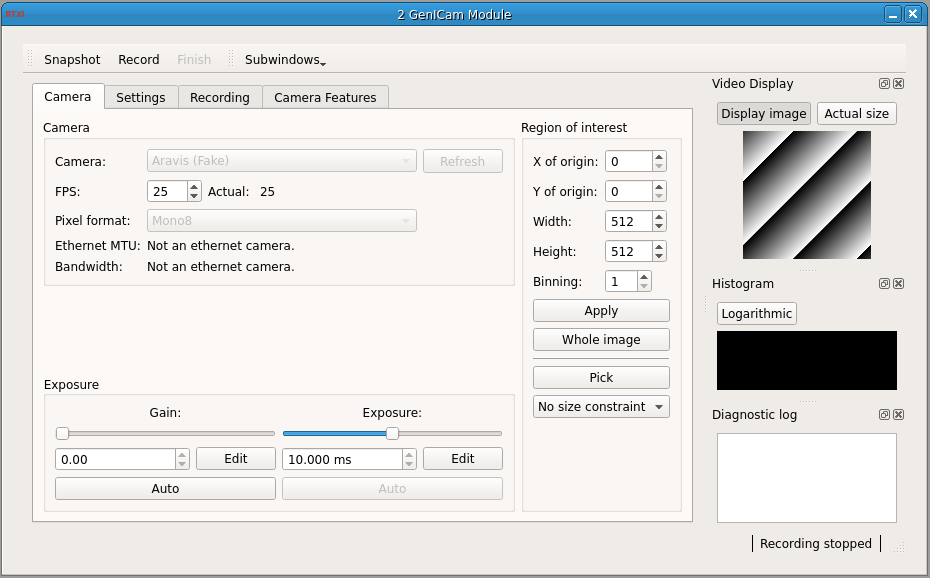 2 GenICam Module
Snapshot Record Finish Subwindows
Camera Settings Recording Camera Features
Camera
Camera: Aravis (Fake) Refresh
FPS: 25 Actual: 25
Pixel format: Mono8
Ethernet MTU: Not an ethernet camera.
Bandwidth: Not an ethernet camera.
Exposure
Gain: Exposure:
0.00 Edit 10.000 ms Edit
Auto Auto
Region of interest
X of origin: 0
Y of origin: 0
Width: 512
Height: 512
Binning: 1
Apply
Whole image
Pick
No size constraint
Video Display
Display image Actual size
Histogram
Logarithmic
Diagnostic log
Recording stopped